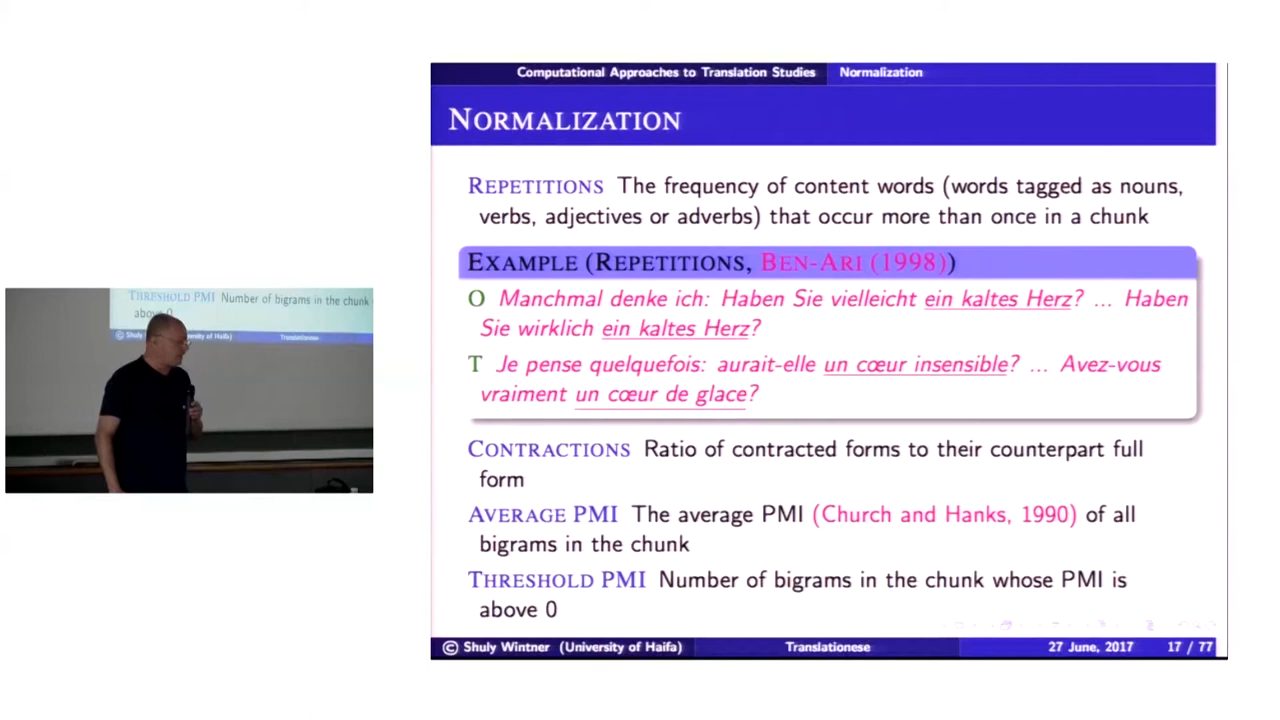 Computational Approaches to Translation Studies Normalization
NORMALIZATION
REPETITIONS The frequency of content words (words tagged as nouns,
verbs, adjectives or adverbs) that occur more than once in a chunk
EXAMPLE (REPETITIONS, BEN-ARI (1998))
O Manchmal denke ich: Haben Sie vielleicht ein kaltes Herz? ... Haben
Sie wirklich ein kaltes Herz?
T Je pense quelquefois: aurait-elle un cœur insensible? ... Avez-vous
vraiment un cœur de glace?
CONTRACTIONS Ratio of contracted forms to their counterpart full
form
AVERAGE PMI The average PMI (Church and Hanks, 1990) of all
bigrams in the chunk
THRESHOLD PMI Number of bigrams in the chunk whose PMI is
above 0
© Shuly Wintner (University of Haifa) Translationese 27 June, 2017 17 / 77
THRESHOLD PMI Number of bigrams in the chunk
above 0
© Shuly Wintner (University of Haifa) Translationese